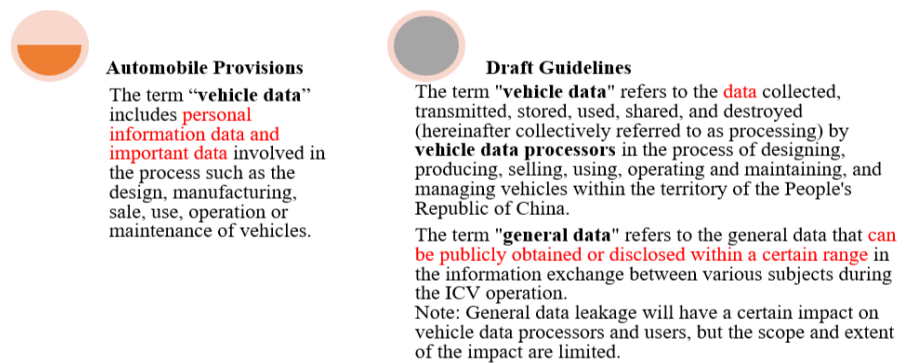 Automobile Provisions
The term “vehicle data”
includes personal
information data and
important data involved in
the process such as the
design, manufacturing,
sale, use, operation or
maintenance of vehicles.
Draft Guidelines
The term "vehicle data" refers to the data collected,
transmitted, stored, used, shared, and destroyed
(hereinafter collectively referred to as processing) by
vehicle data processors in the process of designing,
producing, selling, using, operating and maintaining, and
managing vehicles within the territory of the People's
Republic of China.
The term "general data" refers to the general data that can
be publicly obtained or disclosed within a certain range in
the information exchange between various subjects during
the ICV operation.
Note: General data leakage will have a certain impact on
vehicle data processors and users, but the scope and extent
of the impact are limited.